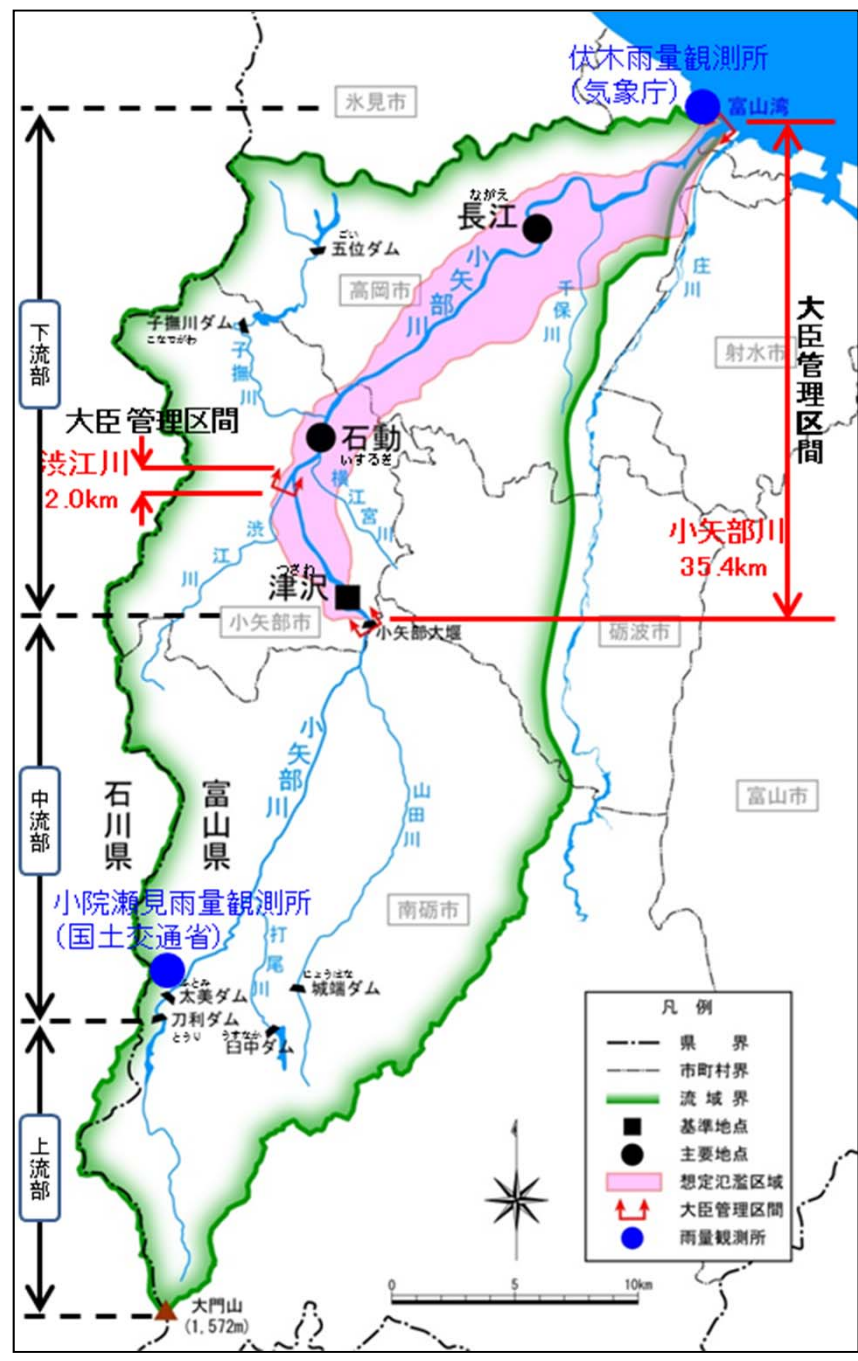 伏木雨量観測所
(気象庁)
富山湾
氷見市
ながえ
長江
ごい
五位ダム
小矢部川
高岡市
千保川
庄川
子撫川ダム
こなでがわ
子撫川
射水市
大臣管理区間
下流部
大臣管理区間
石動
いするぎ
渋江川
2.0km
横江宮川
渋江川
小矢部川
35.4km
つざわ
津沢
小矢部市
小矢部大堰
砺波市
小矢部川
山田川
中流部
石川県
富山県
富山市
小院瀬見雨量観測所
(国土交通省)
南砺市
打尾川
ふとみ
太美ダム
じょうはな
城端ダム
刀利ダム
とうり
うすなか
臼中ダム
上流部
大門山
(1,572m)
凡 例
県 界
市町村界
流 域 界
基準地点
主要地点
想定氾濫区域
大臣管理区間
雨量観測所
0 5 10km